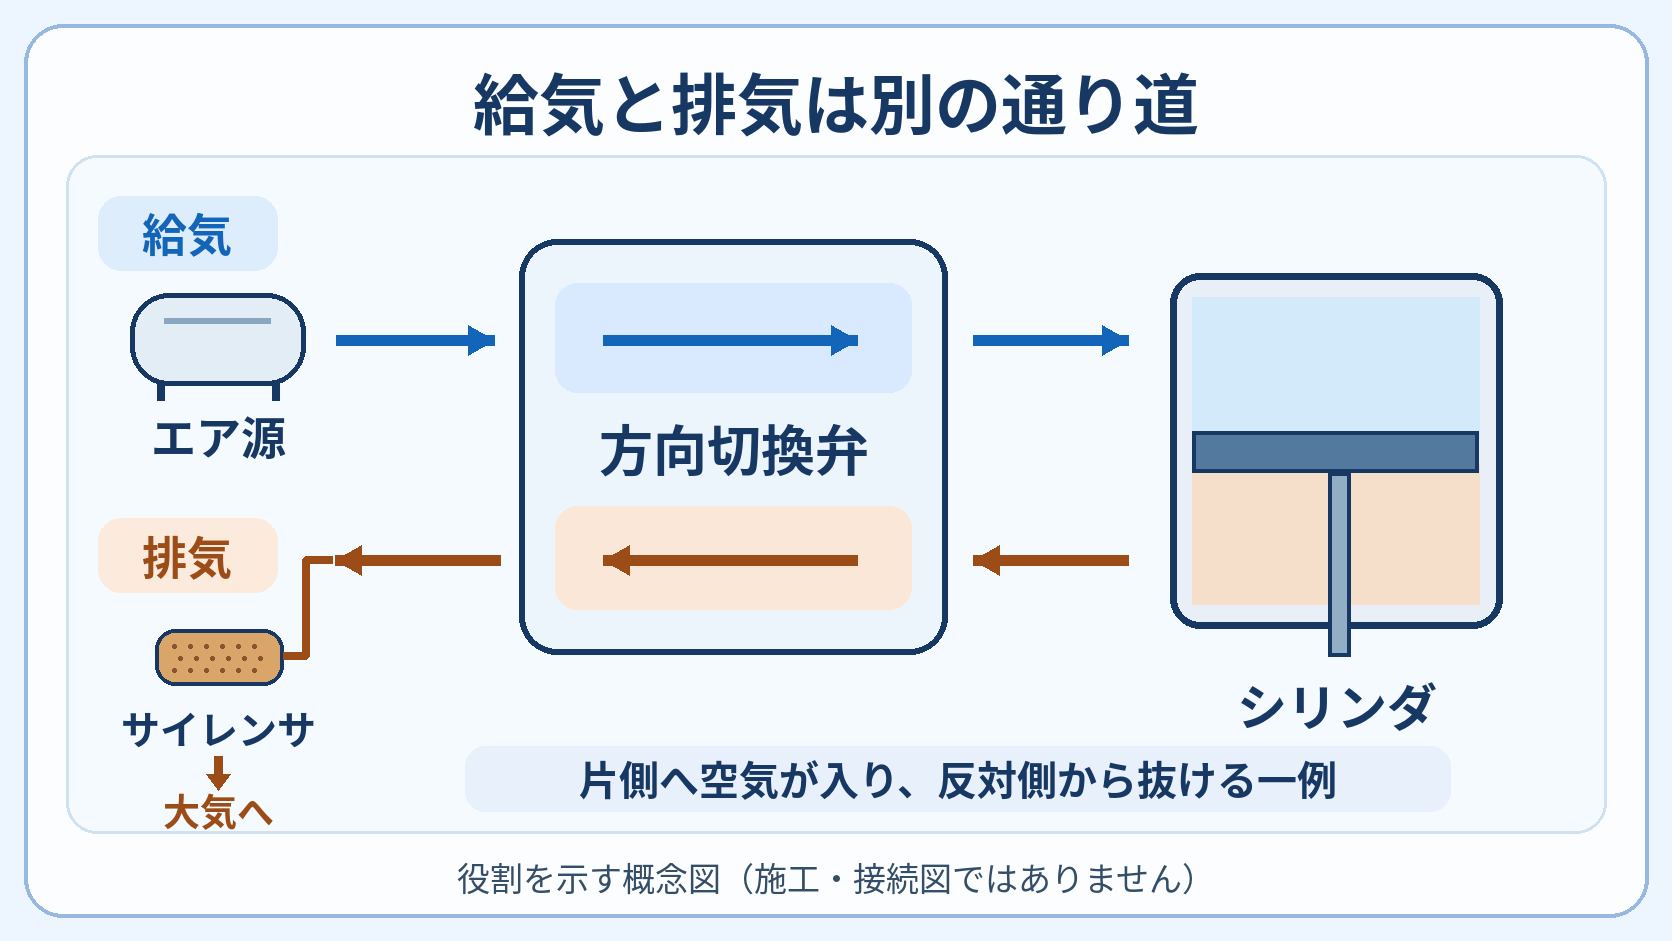 給気と排気は別の通り道
給気
エア源
方向切換弁
排気
サイレンサ
大気へ
シリンダ
片側へ空気が入り、反対側から抜ける一例
役割を示す概念図（施工・接続図ではありません）